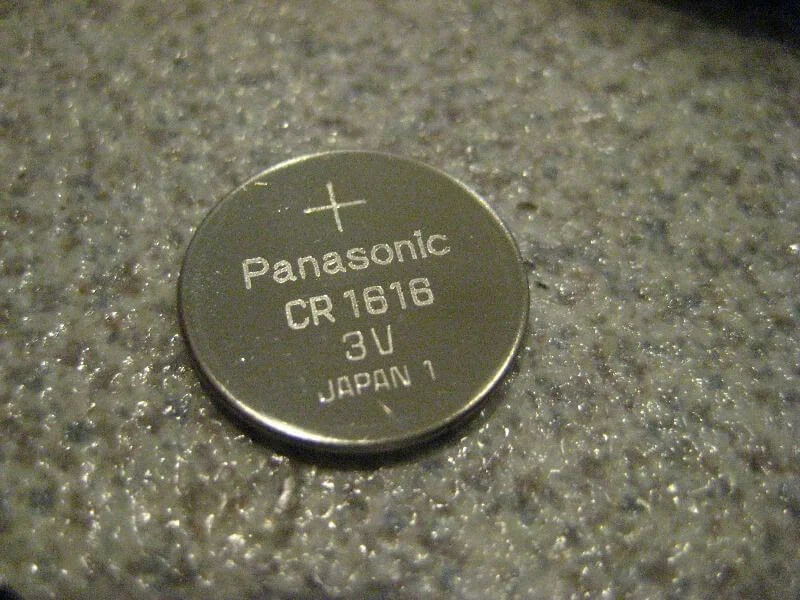 +
Panasonic
CR 1616
3V
JAPAN 1